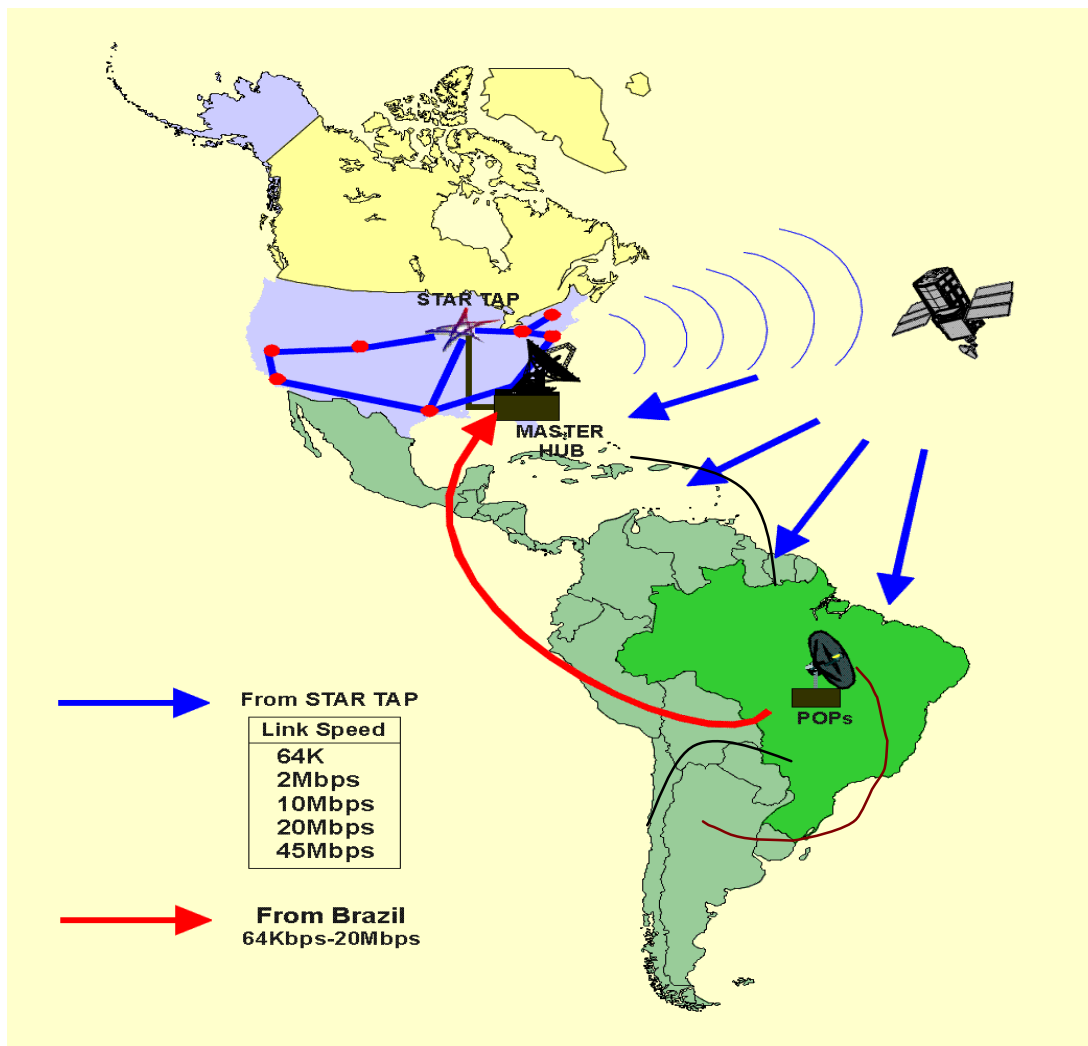 STAR TAP
MASTER
HUB
POPs
From STAR TAP
Link Speed
64K
2Mbps
10Mbps
20Mbps
45Mbps
From Brazil
64Kbps-20Mbps